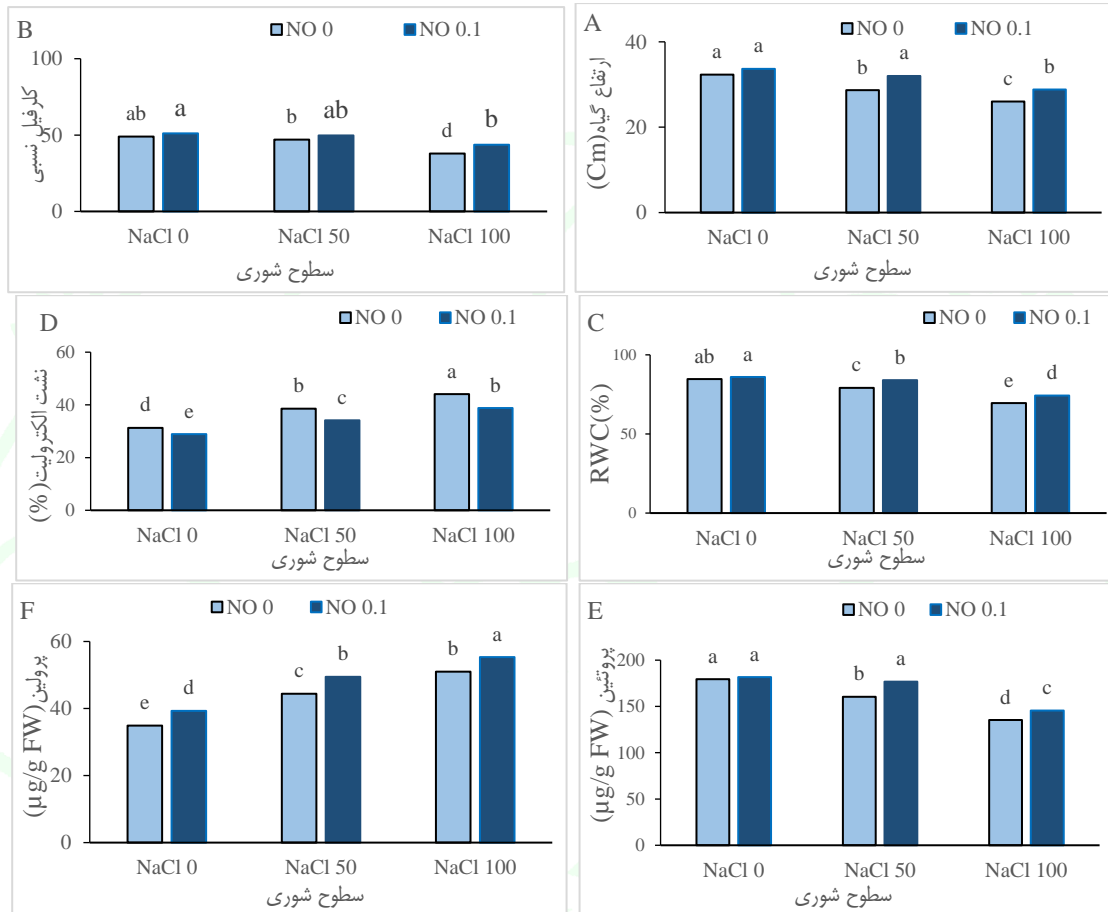 A
NO 0 NO 0.1
ارتفاع گیاه(Cm)
40
20
0
a a b a c b
NaCl 0 NaCl 50 NaCl 100
سطوح شوری
B
NO 0 NO 0.1
کلرفیل نسبی
100
50
0
ab a b ab d b
NaCl 0 NaCl 50 NaCl 100
سطوح شوری
C
NO 0 NO 0.1
RWC(%)
100
50
0
ab a c b e d
NaCl 0 NaCl 50 NaCl 100
سطوح شوری
D
NO 0 NO 0.1
نشت الکترولیت(%)
60
40
20
0
d e b c a b
NaCl 0 NaCl 50 NaCl 100
سطوح شوری
E
NO 0 NO 0.1
پروتئین (µg/g FW)
200
150
100
50
0
a a b a d c
NaCl 0 NaCl 50 NaCl 100
سطوح شوری
F
NO 0 NO 0.1
پرولین(µg/g FW)
60
40
20
0
e d c b b a
NaCl 0 NaCl 50 NaCl 100
سطوح شوری